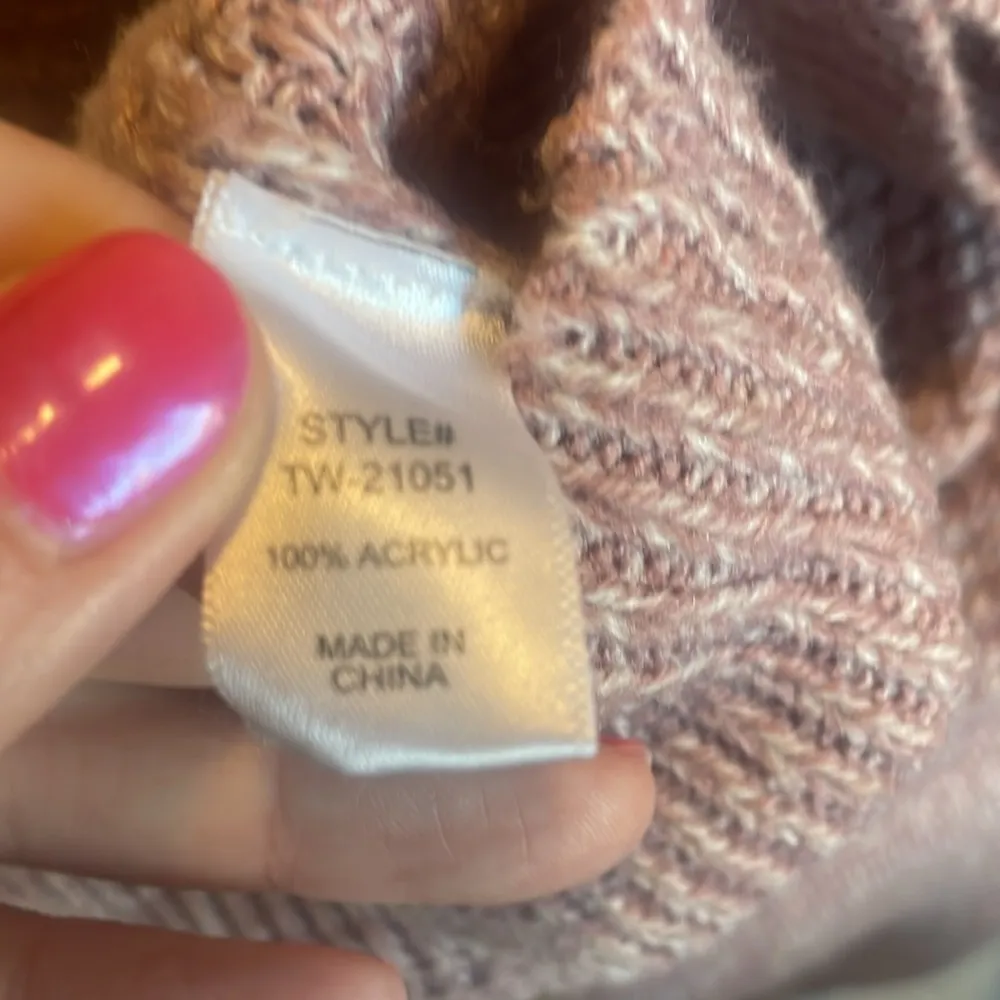 STYLE#
TW-21051
100% ACRYLIC
MADE IN
CHINA